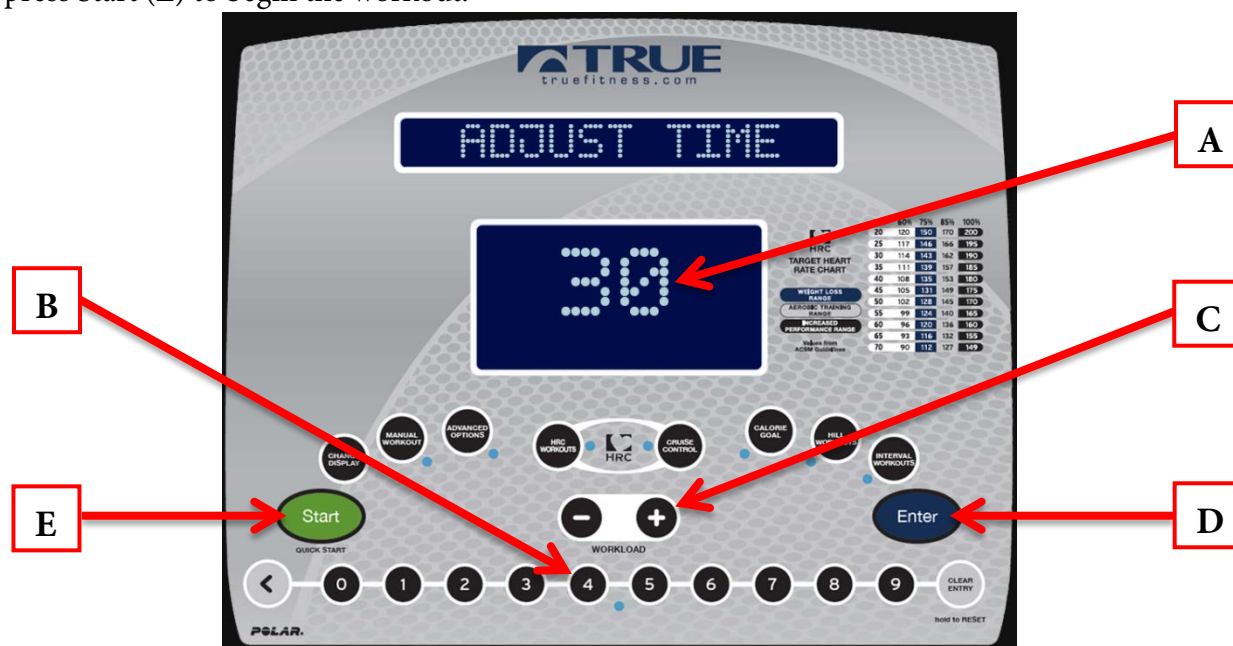 press Start (E) to begin the workout.
TRUE
truefitness.com
ADJUST TIME
A
30
HRC
TARGET HEART
RATE CHART
WEIGHT LOSS
RANGE
AEROBIC TRAINING
RANGE
INCREASED
PERFORMANCE RANGE
Values from
ACSM Guidelines
60% 75% 85% 100%
20 120 150 170 200
25 117 146 166 195
30 114 143 162 190
35 111 139 157 185
40 108 135 153 180
45 105 131 149 175
50 102 128 145 170
55 99 124 140 165
60 96 120 136 160
65 93 116 132 155
70 90 112 127 149
B
C
CHANGE
DISPLAY
MANUAL
WORKOUT
ADVANCED
OPTIONS
HRC
WORKOUTS
HRC
CRUISE
CONTROL
CALORIE
GOAL
HILL
WORKOUTS
INTERVAL
WORKOUTS
E
Start
QUICK START
- +
WORKLOAD
Enter
D
< 0 1 2 3 4 5 6 7 8 9 CLEAR
ENTRY
hold to RESET
POLAR.